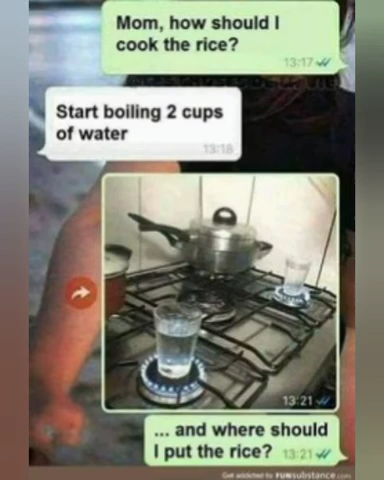 Mom, how should I
cook the rice?
13:17
Start boiling 2 cups
of water
13:18
13:21
... and where should
I put the rice? 13:21
Get addicted to FUNsubstance.com